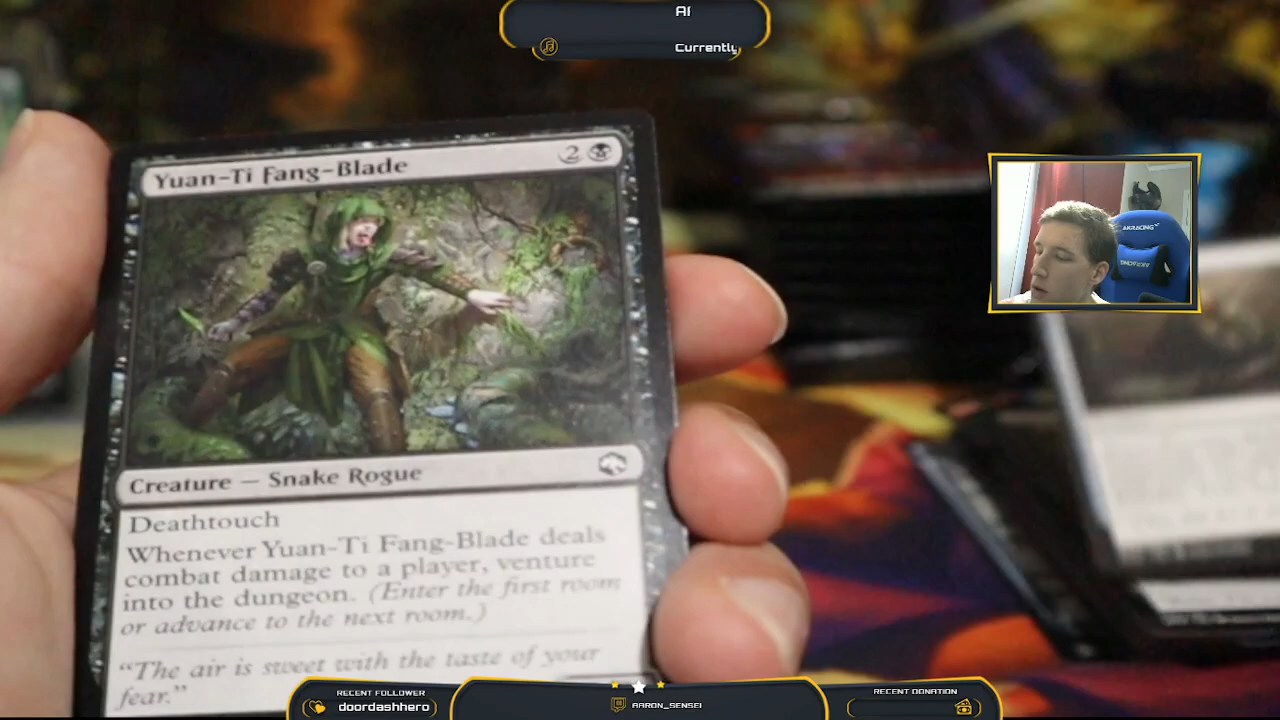 AI
Currently
Yuan-Ti Fang-Blade 2
AKRACING
Creature — Snake Rogue
Deathtouch
Whenever Yuan-Ti Fang-Blade deals
combat damage to a player, venture
into the dungeon. (Enter the first room
or advance to the next room.)
“The air is sweet with the taste of your
fear.”
RECENT FOLLOWER
doordashhero
AARON_SENSEI
RECENT DONATION